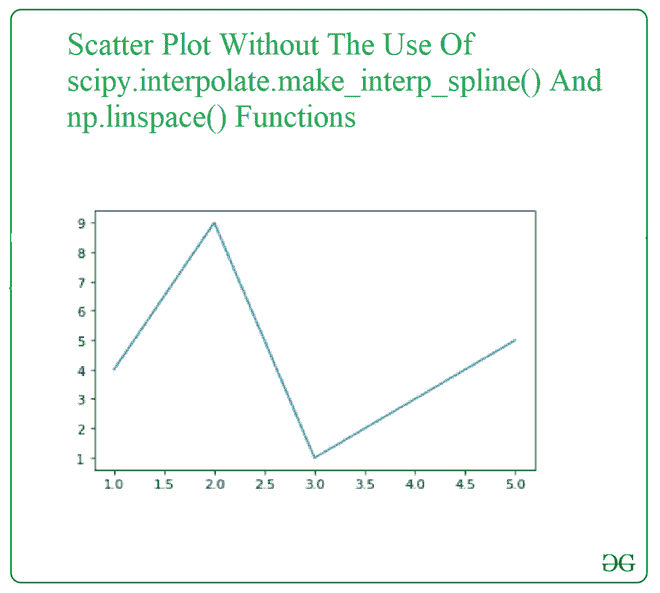 Scatter Plot Without The Use Of
scipy.interpolate.make_interp_spline() And
np.linspace() Functions
9
8
7
6
5
4
3
2
1
1.0 1.5 2.0 2.5 3.0 3.5 4.0 4.5 5.0